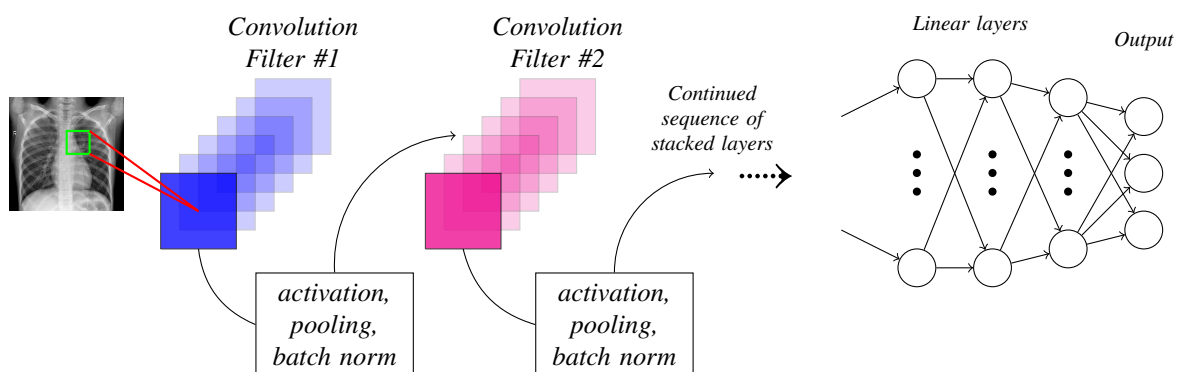 Convolution
Filter #1
Convolution
Filter #2
Continued
sequence of
stacked layers
Linear layers
Output
activation,
pooling,
batch norm
activation,
pooling,
batch norm